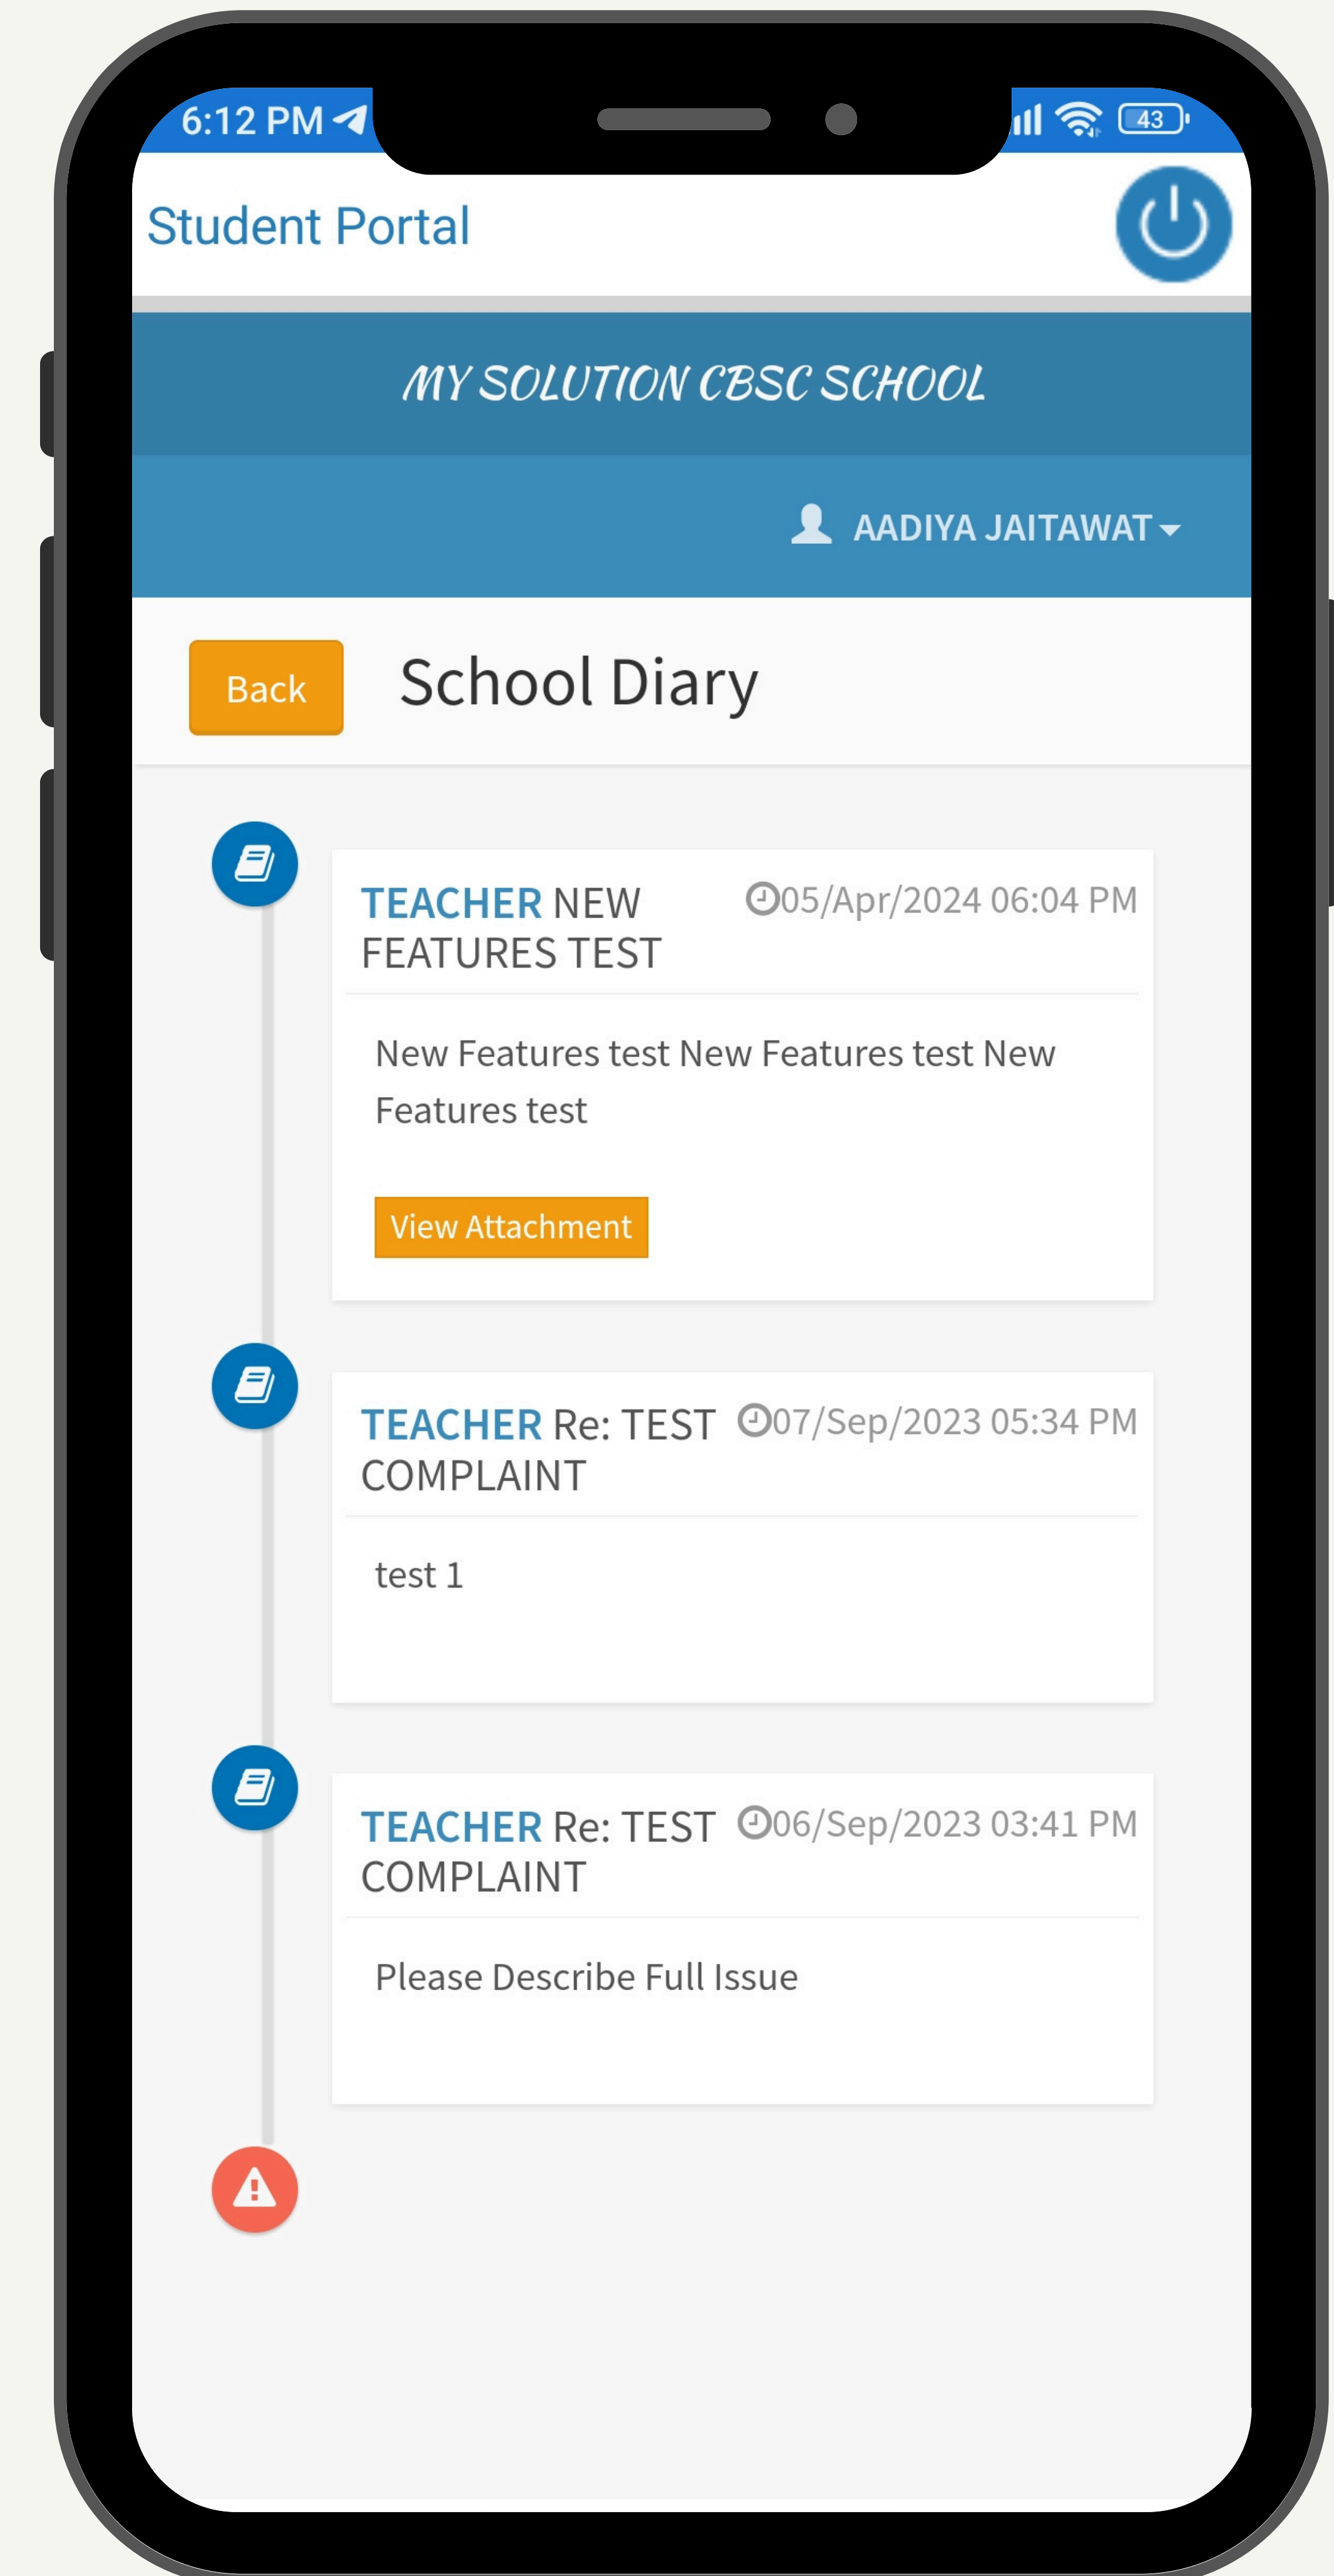 6:12 PM
43
Student Portal
MY SOLUTION CBSC SCHOOL
AADIYA JAITAWAT
Back
School Diary
TEACHER NEW
FEATURES TEST
05/Apr/2024 06:04 PM
New Features test New Features test New
Features test
View Attachment
TEACHER Re: TEST
COMPLAINT
07/Sep/2023 05:34 PM
test 1
TEACHER Re: TEST
COMPLAINT
06/Sep/2023 03:41 PM
Please Describe Full Issue